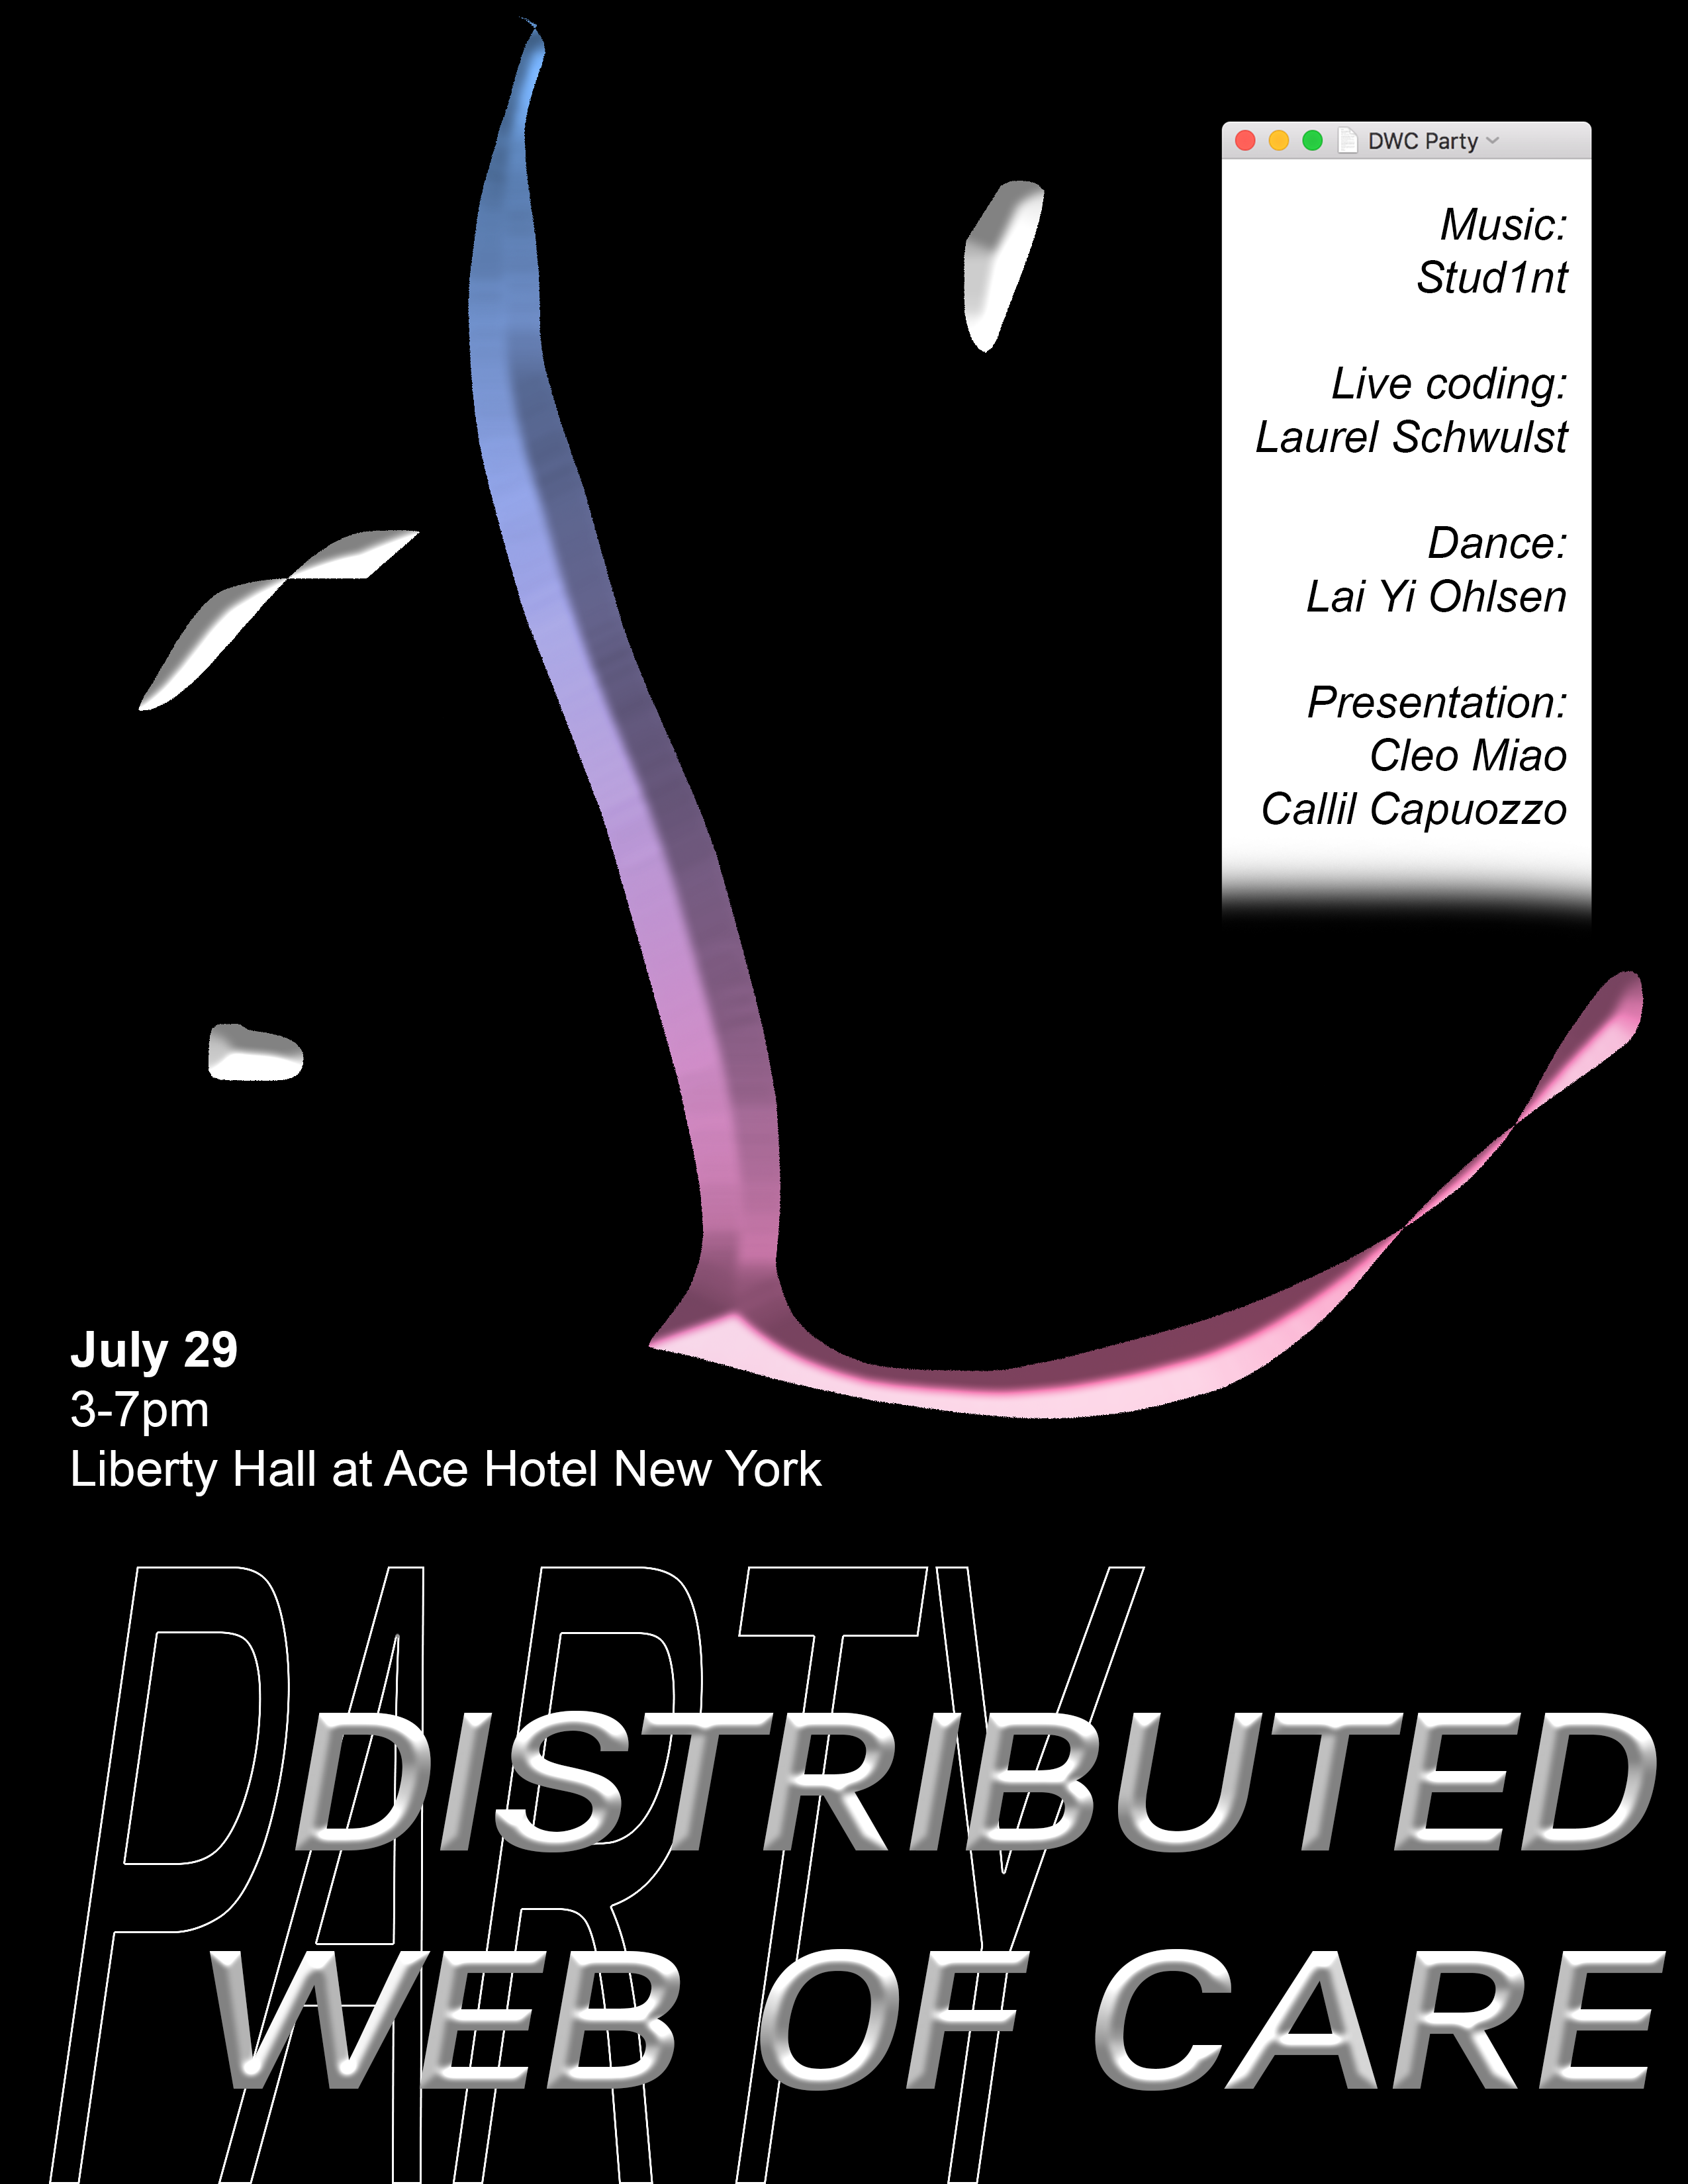 DWC Party
Music:
Stud1nt
Live coding:
Laurel Schwulst
Dance:
Lai Yi Ohlsen
Presentation:
Cleo Miao
Callil Capuozzo
July 29
3-7pm
Liberty Hall at Ace Hotel New York
PARTY
DISTRIBUTED
WEB OF CARE